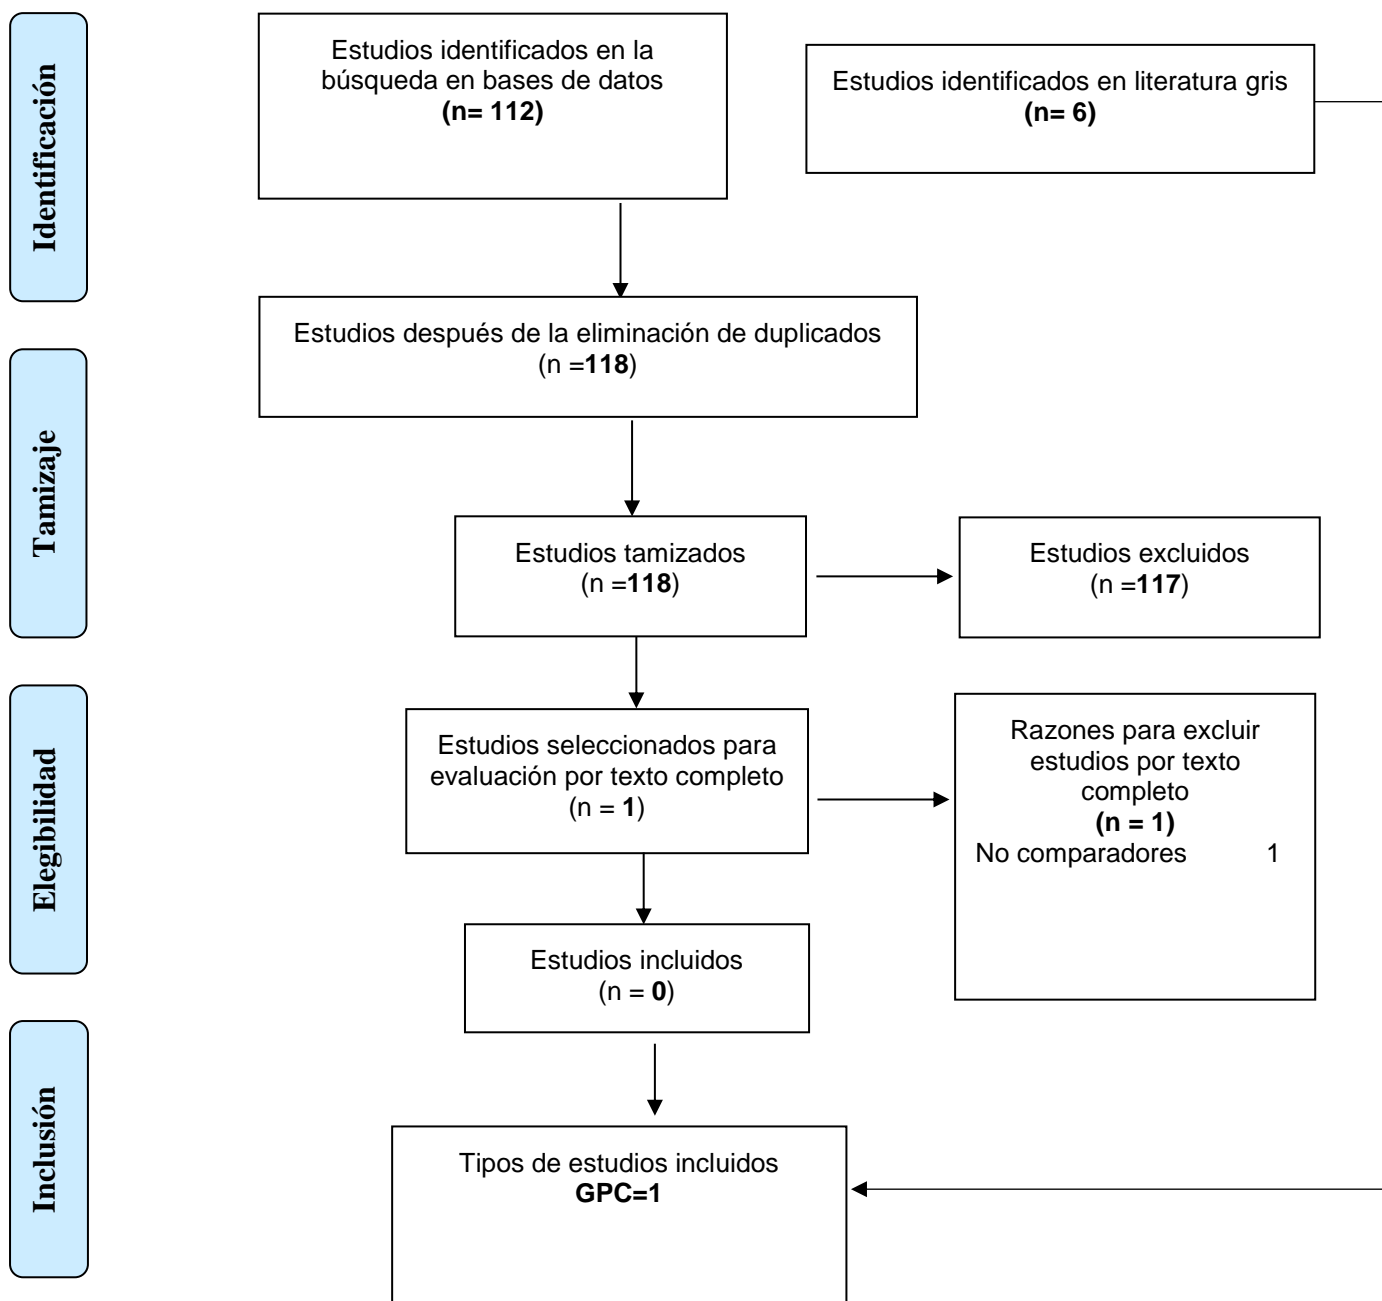 Identificación
Estudios identificados en la
búsqueda en bases de datos
(n= 112)
Estudios identificados en literatura gris
(n= 6)
Estudios después de la eliminación de duplicados
(n =118)
Tamizaje
Estudios tamizados
(n =118)
Estudios excluidos
(n =117)
Elegibilidad
Estudios seleccionados para
evaluación por texto completo
(n = 1)
Razones para excluir
estudios por texto
completo
(n = 1)
No comparadores 1
Estudios incluidos
(n = 0)
Inclusión
Tipos de estudios incluidos
GPC=1